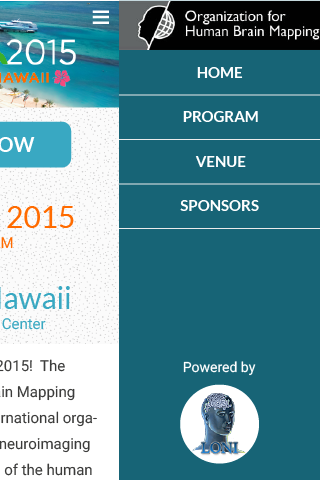 2015
HAWAII
OW
2015
M
Hawaii
Center
2015! The
in Mapping
rnational orga-
neuroimaging
of the human
Organization for
Human Brain Mapping
HOME
PROGRAM
VENUE
SPONSORS
Powered by
LONI